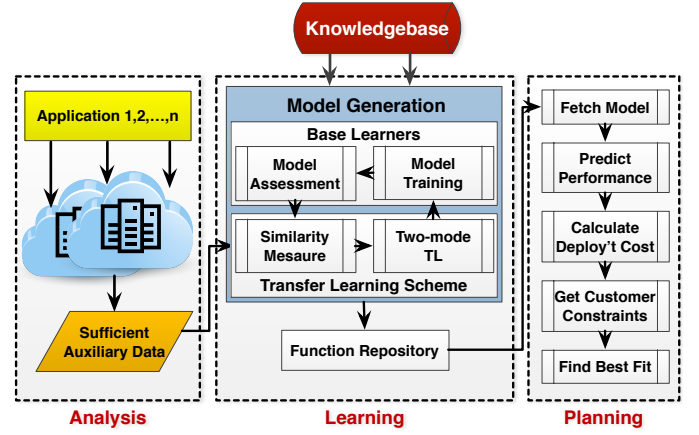 Knowledgebase
Application 1,2,...,n
Sufficient
Auxiliary Data
Analysis
Model Generation
Base Learners
Model
Assessment
Model
Training
Similarity
Mesaure
Two-mode
TL
Transfer Learning Scheme
Function Repository
Learning
Fetch Model
Predict
Performance
Calculate
Deploy't Cost
Get Customer
Constraints
Find Best Fit
Planning